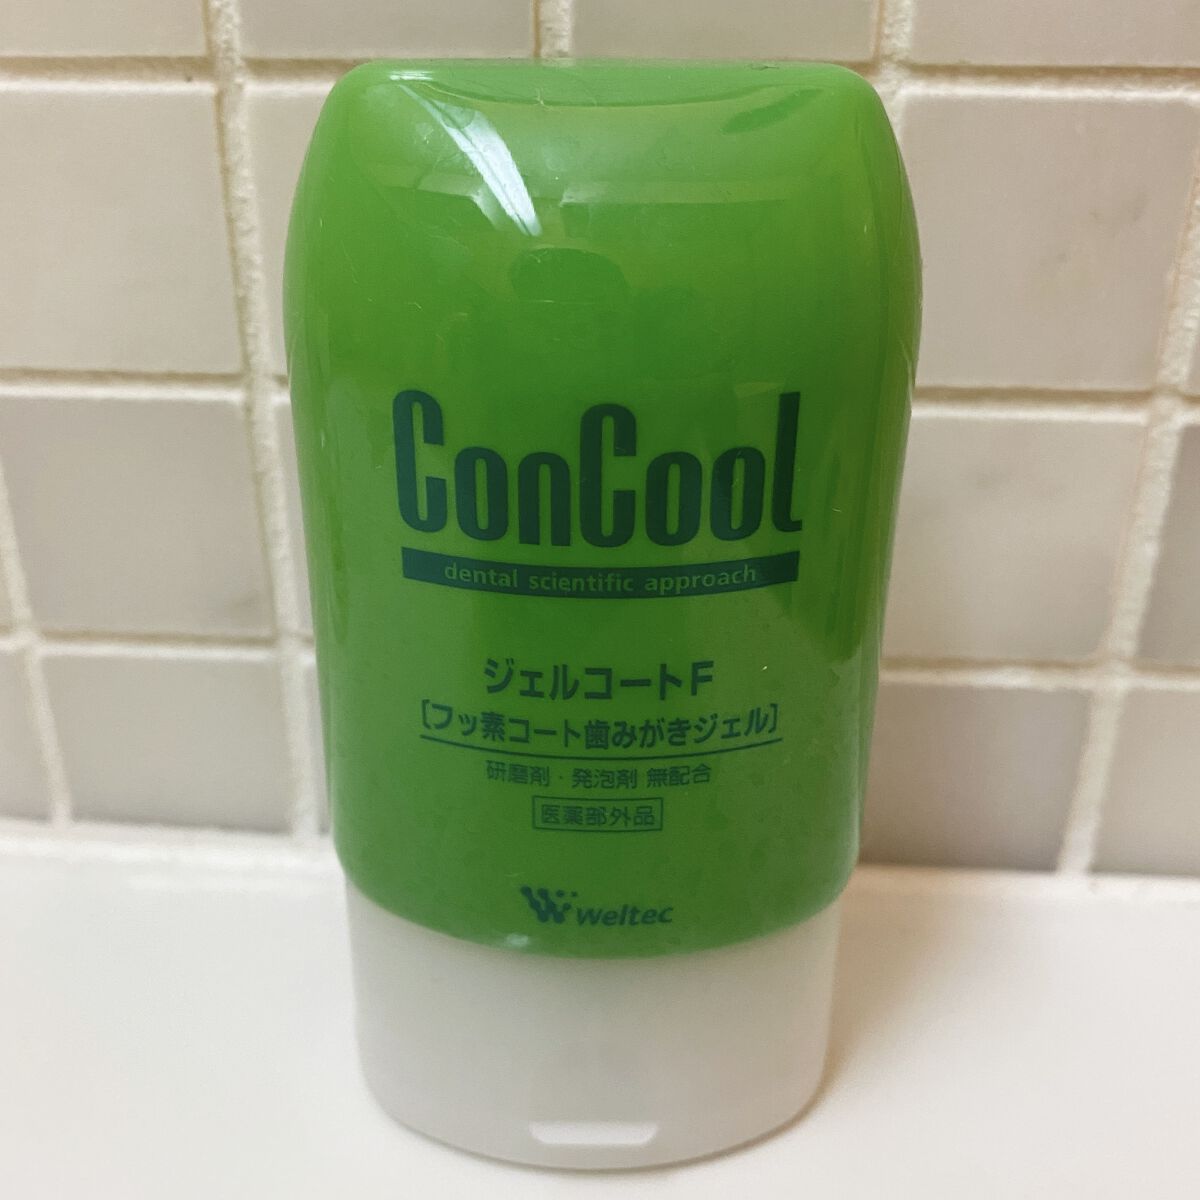 ConCool
dental scientific approach
ジェルコートF
[フッ素コート歯みがきジェル]
研磨剤・発泡剤 無配合
医薬部外品
Weltec